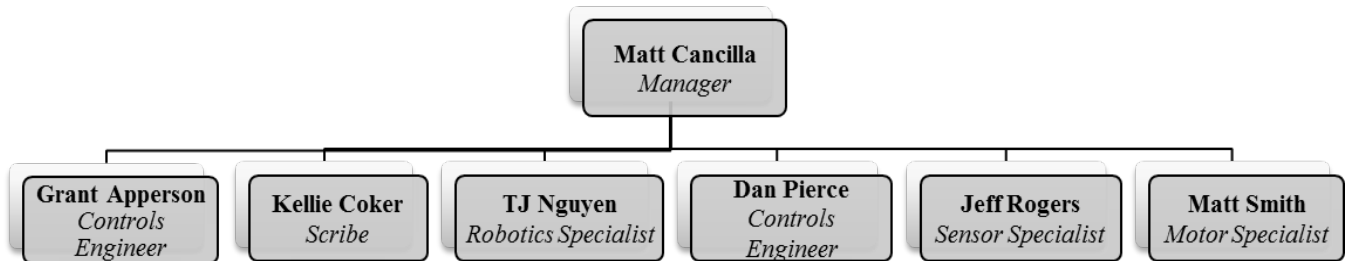 Matt Cancilla
Manager
Grant Apperson
Controls
Engineer
Kellie Coker
Scribe
TJ Nguyen
Robotics Specialist
Dan Pierce
Controls
Engineer
Jeff Rogers
Sensor Specialist
Matt Smith
Motor Specialist